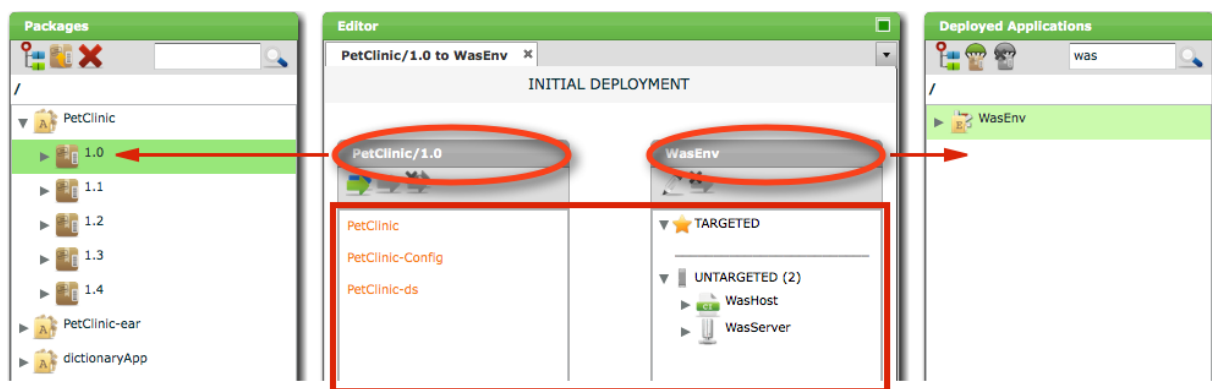 Packages
/
PetClinic
1.0
1.1
1.2
1.3
1.4
PetClinic-ear
dictionaryApp
Editor
PetClinic/1.0 to WasEnv
INITIAL DEPLOYMENT
PetClinic/1.0
PetClinic
PetClinic-Config
PetClinic-ds
WasEnv
TARGETED
UNTARGETED (2)
WasHost
WasServer
Deployed Applications
was
/
WasEnv